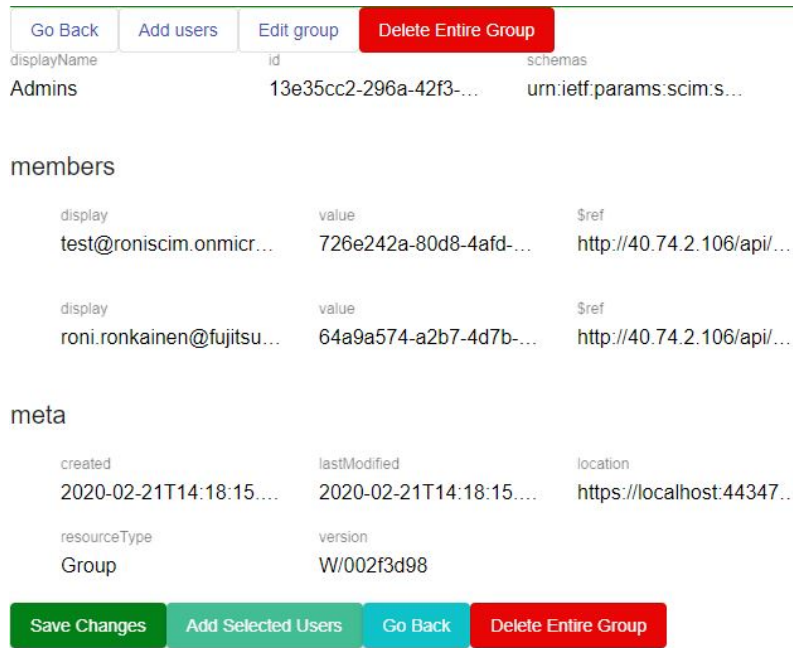 Go Back Add users Edit group Delete Entire Group
displayName id schemas
Admins 13e35cc2-296a-42f3-... urn:ietf:params:scim:s...
members
display value $ref
test@roniscim.onmicr... 726e242a-80d8-4afd-... http://40.74.2.106/api/...
display value $ref
roni.ronkainen@fujitsu... 64a9a574-a2b7-4d7b-... http://40.74.2.106/api/...
meta
created lastModified location
2020-02-21T14:18:15.... 2020-02-21T14:18:15.... https://localhost:44347...
resourceType version
Group W/002f3d98
Save Changes Add Selected Users Go Back Delete Entire Group